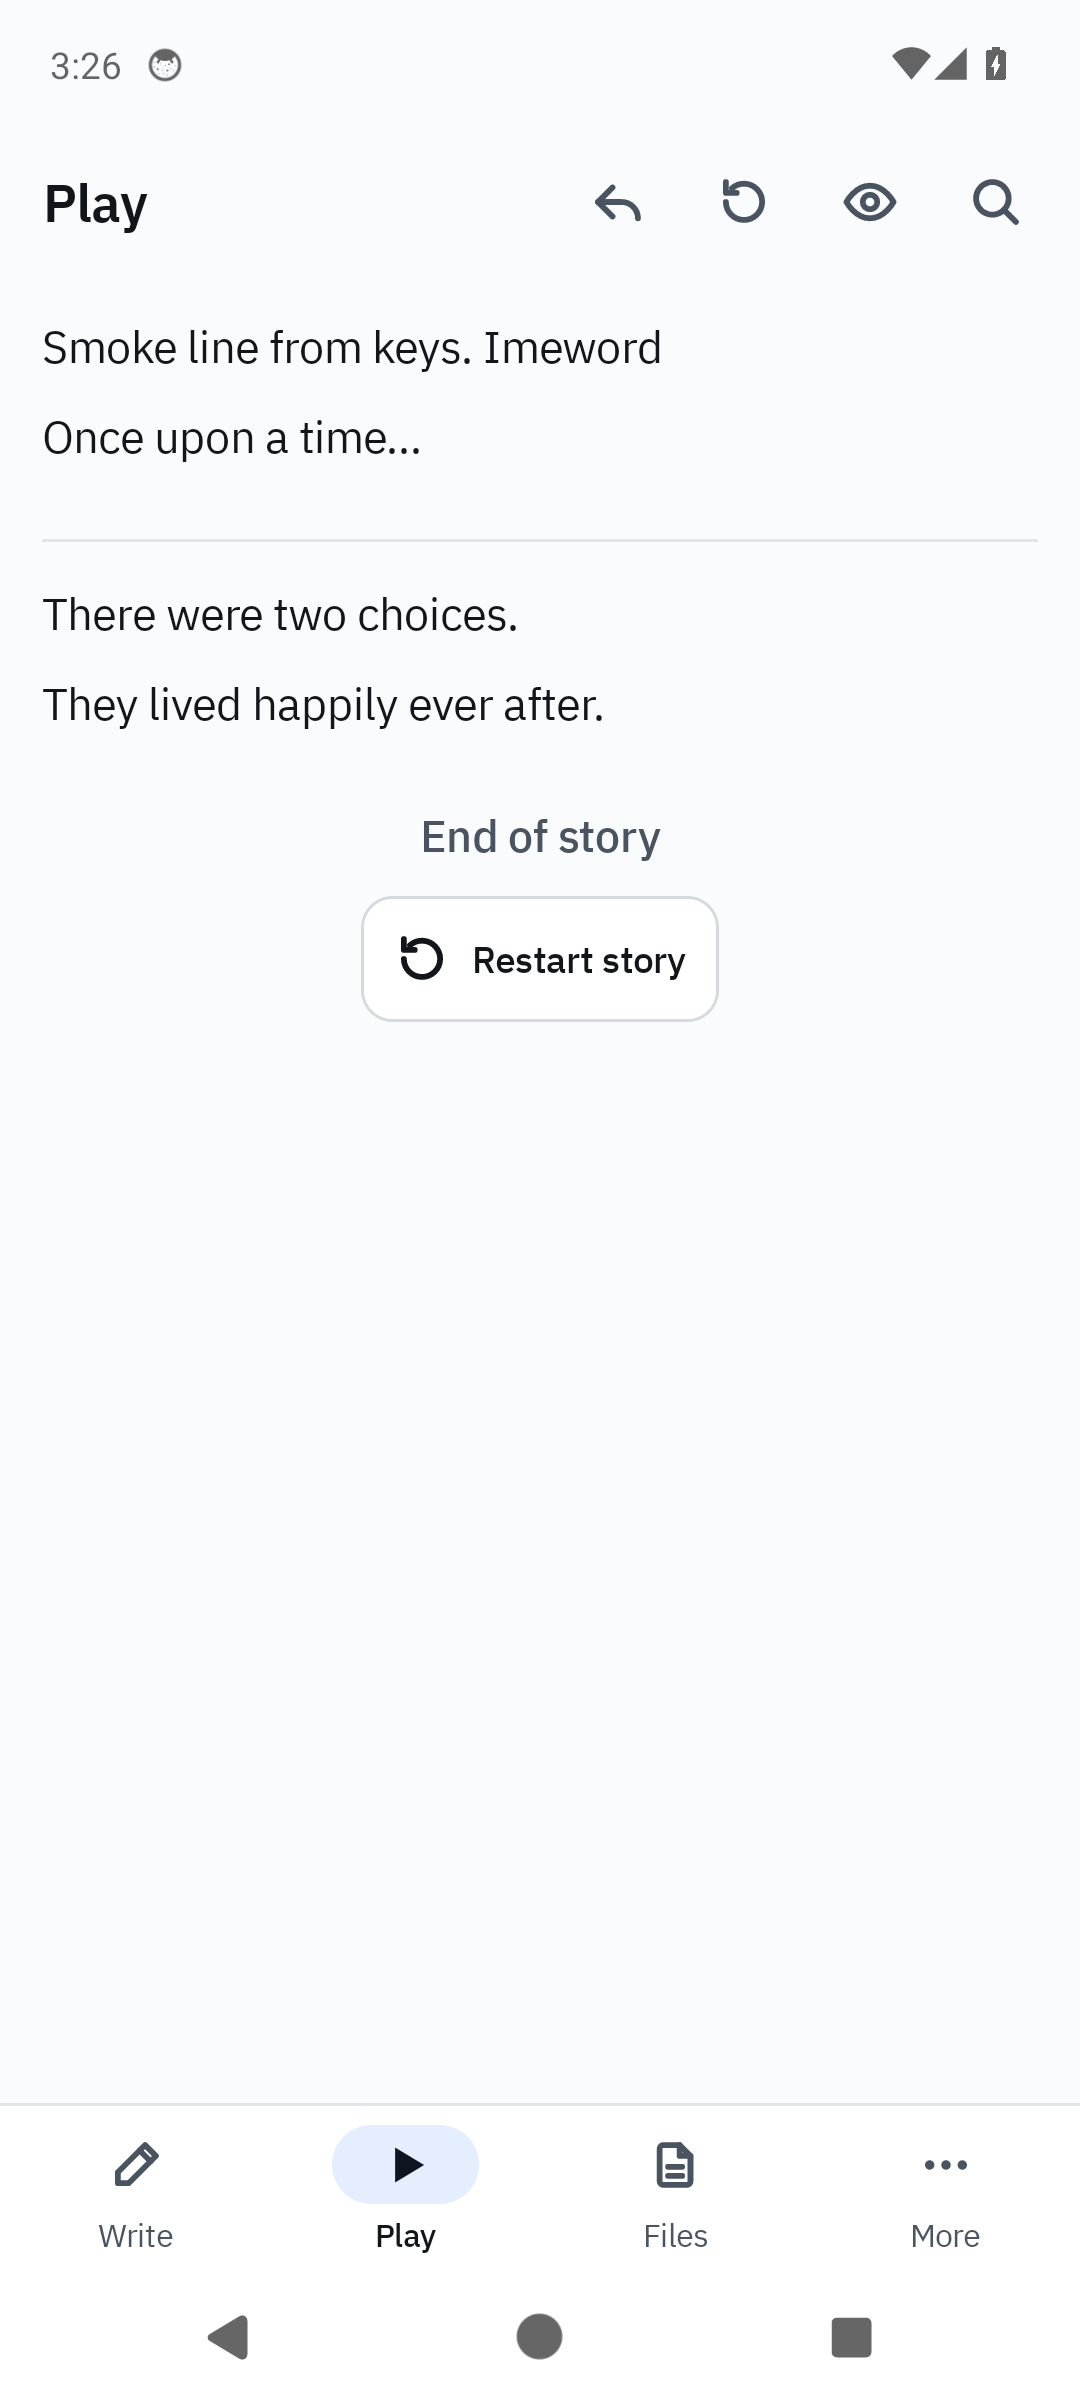 3:26
Play
Smoke line from keys. Imeword
Once upon a time...
There were two choices.
They lived happily ever after.
End of story
Restart story
Write
Play
Files
More